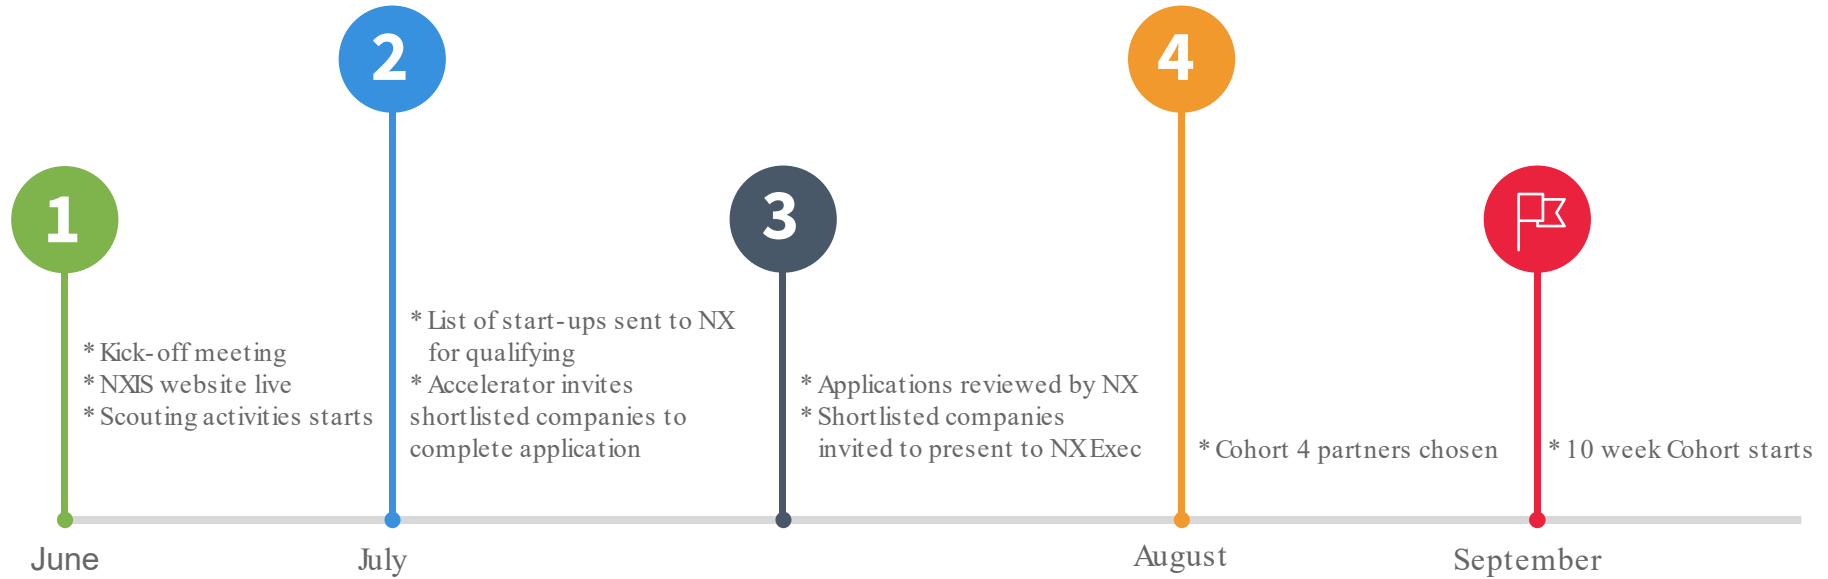 1
* Kick-off meeting
* NXIS website live
* Scouting activities starts
2
* List of start-ups sent to NX
for qualifying
* Accelerator invites
shortlisted companies to
complete application
3
* Applications reviewed by NX
* Shortlisted companies
invited to present to NX Exec
4
* Cohort 4 partners chosen
* 10 week Cohort starts
June
July
August
September